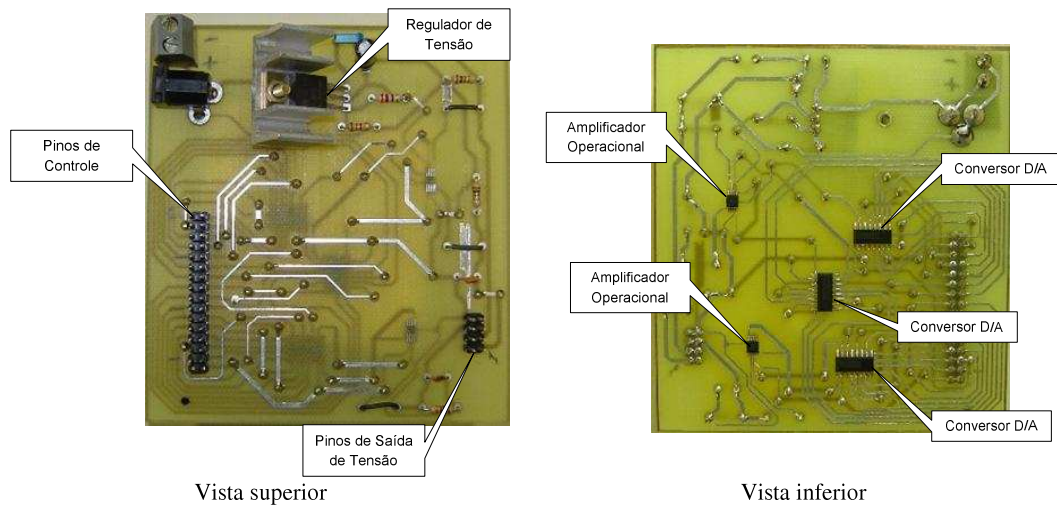 Regulador de
Tensão
Pinos de
Controle
Pinos de Saída
de Tensão
Vista superior
Amplificador
Operacional
Conversor D/A
Amplificador
Operacional
Conversor D/A
Conversor D/A
Vista inferior